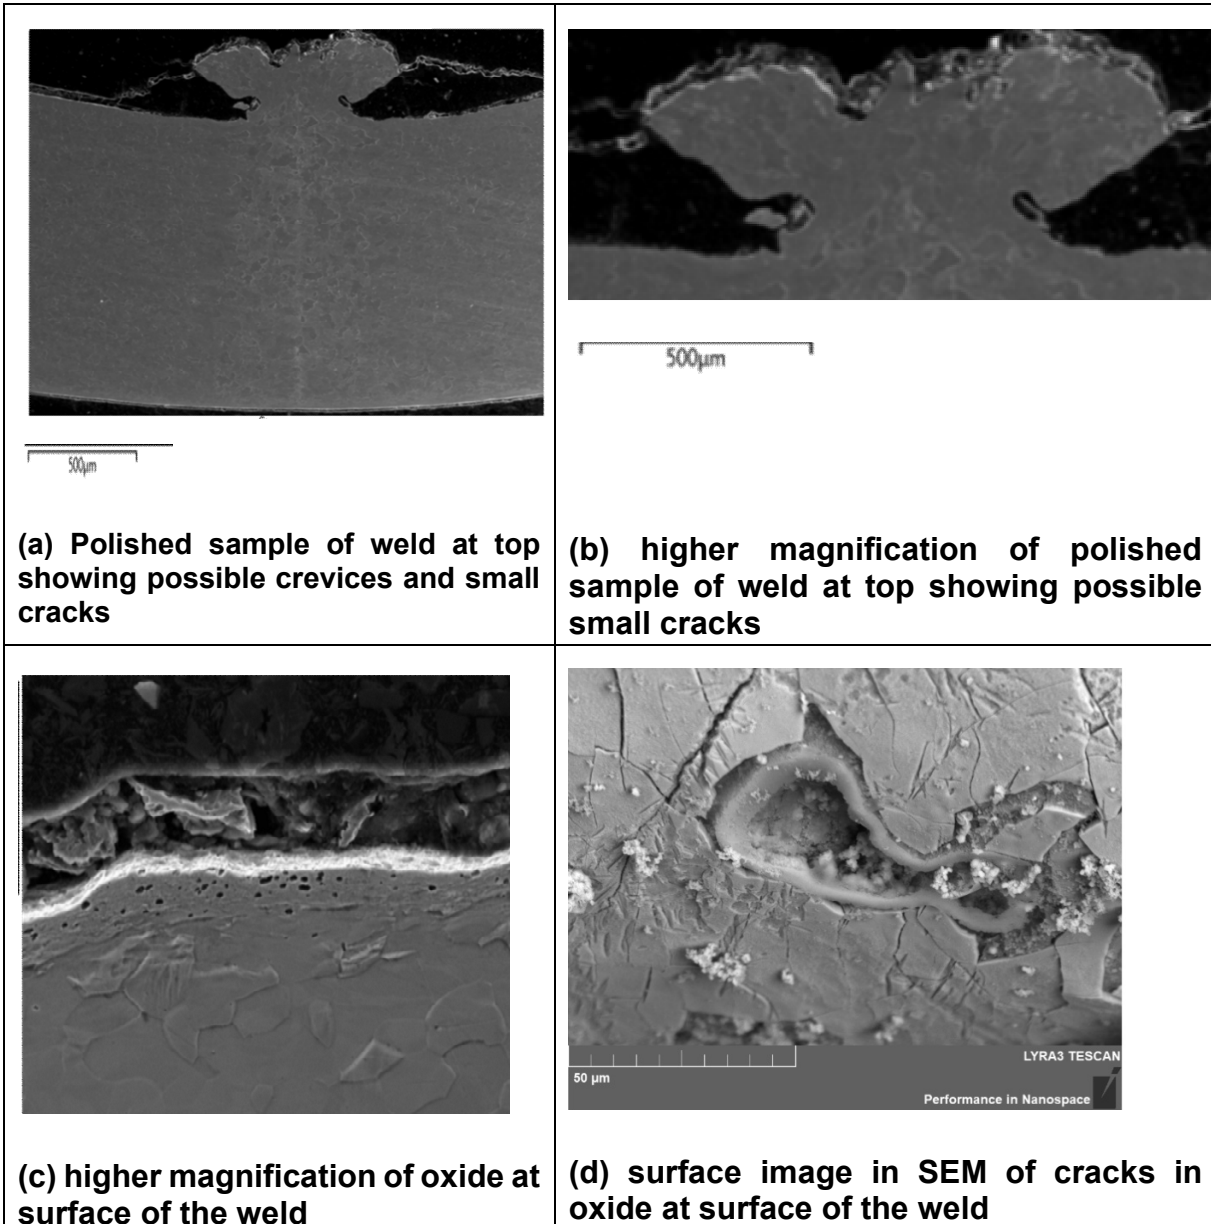 500µm
(a) Polished sample of weld at top
showing possible crevices and small
cracks
500µm
(b) higher magnification of polished
sample of weld at top showing possible
small cracks
(c) higher magnification of oxide at
surface of the weld
LYRA3 TESCAN
50 µm
Performance in Nanospace
(d) surface image in SEM of cracks in
oxide at surface of the weld